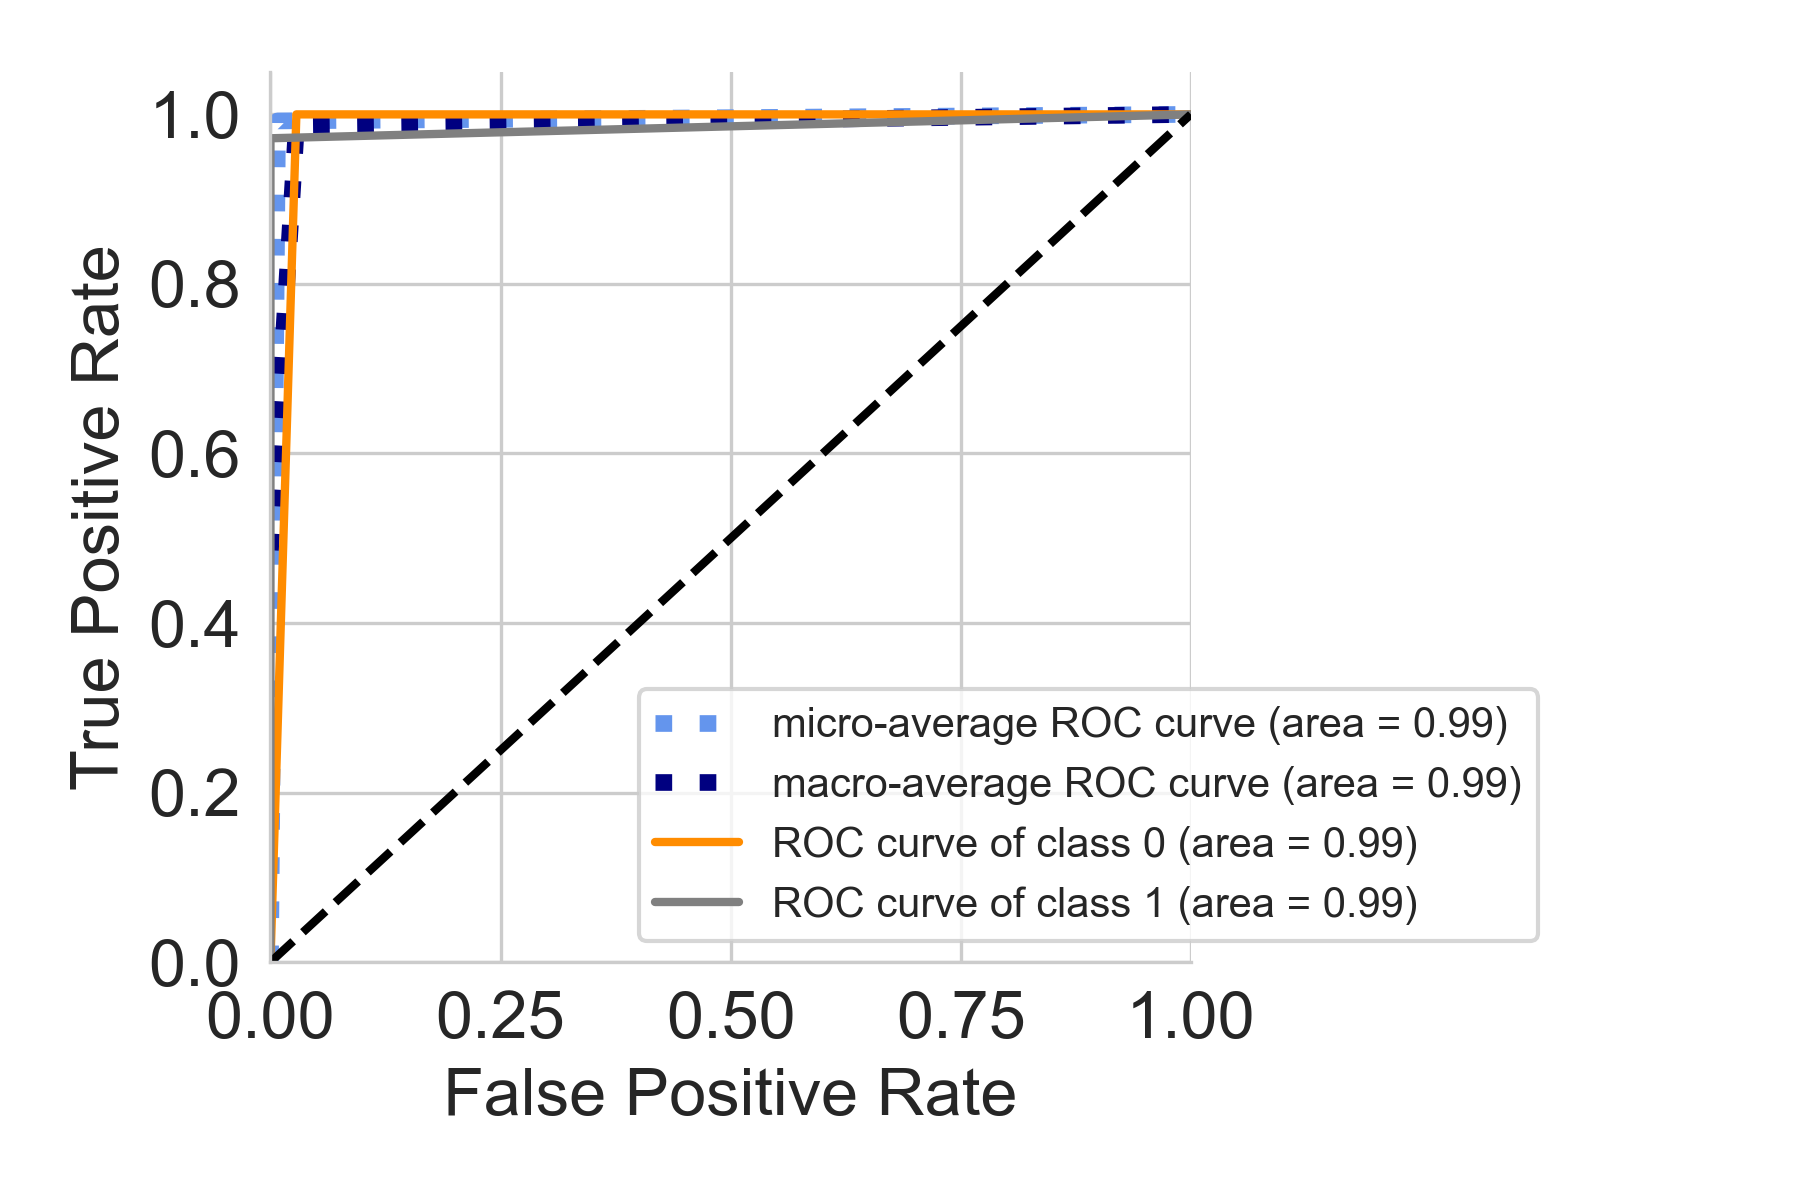 True Positive Rate
1.0
0.8
0.6
0.4
0.2
0.0
micro-average ROC curve (area = 0.99)
macro-average ROC curve (area = 0.99)
ROC curve of class 0 (area = 0.99)
ROC curve of class 1 (area = 0.99)
0.00 0.25 0.50 0.75 1.00
False Positive Rate